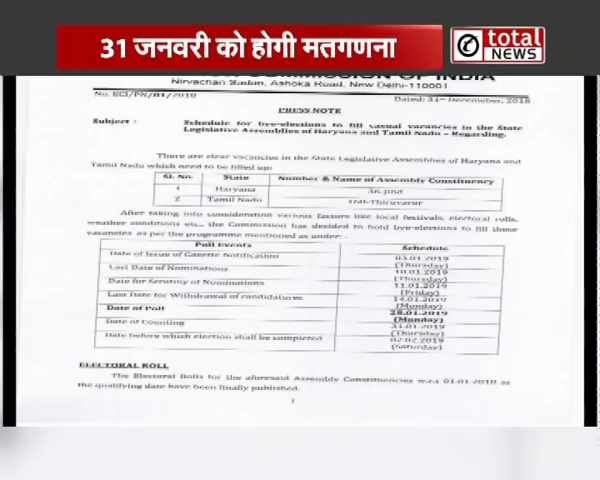 31 जनवरी को होगी मतगणना
total
NEWS
COMMISSION OF INDIA
Nirvachan Sadan, Ashoka Road, New Delhi-110001
No. ECI/PN/81/2018
Dated: 31st December, 2018
PRESS NOTE
Subject : Schedule for bye-elections to fill casual vacancies in the State
Legislative Assemblies of Haryana and Tamil Nadu – Regarding.
There are clear vacancies in the State Legislative Assemblies of Haryana and
Tamil Nadu which need to be filled up:
Sl. No. State Number & Name of Assembly Constituency
1 Haryana 36-Jind
2 Tamil Nadu 168-Thiruvarur
After taking into consideration various factors like local festivals, electoral rolls,
weather conditions etc., the Commission has decided to hold bye-elections to fill these
vacancies as per the programme mentioned as under: -
Poll Events Schedule
Date of Issue of Gazette Notification 03.01.2019
(Thursday)
Last Date of Nominations 10.01.2019
(Thursday)
Date for Scrutiny of Nominations 11.01.2019
(Friday)
Last Date for Withdrawal of candidatures 14.01.2019
(Monday)
Date of Poll 28.01.2019
(Monday)
Date of Counting 31.01.2019
(Thursday)
Date before which election shall be completed 02.02.2019
(Saturday)
ELECTORAL ROLL
The Electoral Rolls for the aforesaid Assembly Constituencies w.r.t 01.01.2018 as
the qualifying date have been finally published.
1